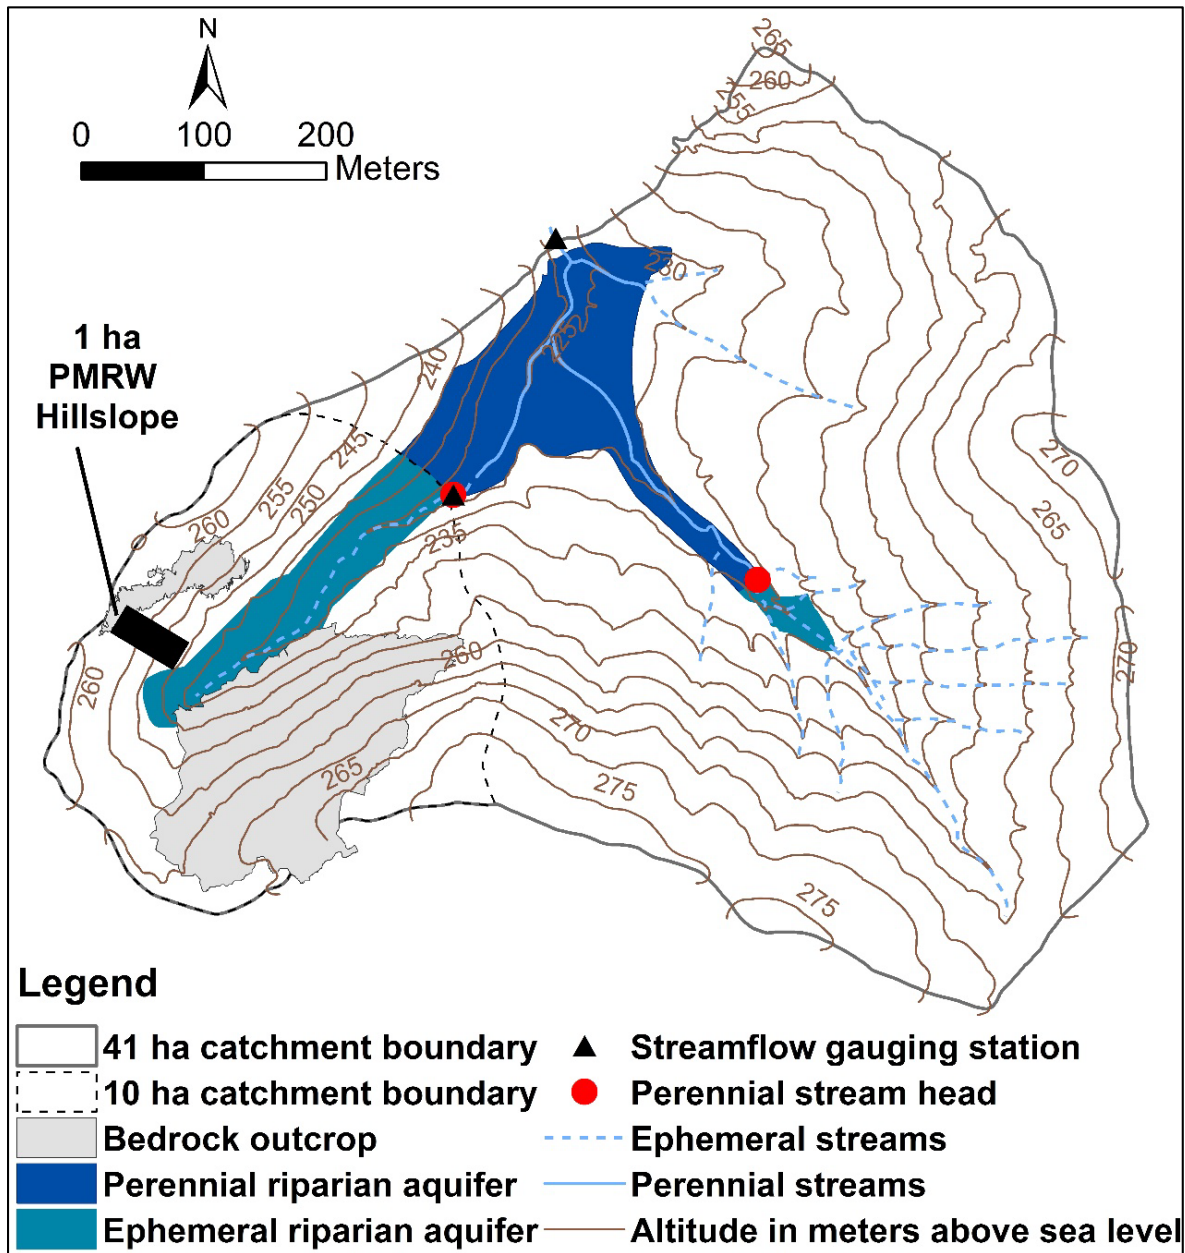 N
0 100 200
Meters
265
260
255
230
225
240
1 ha
PMRW
Hillslope
245
255
250
260
235
270
265
260
260
270
270
265
275
275
Legend
41 ha catchment boundary
Streamflow gauging station
10 ha catchment boundary
Perennial stream head
Bedrock outcrop
Ephemeral streams
Perennial riparian aquifer
Perennial streams
Ephemeral riparian aquifer
Altitude in meters above sea level